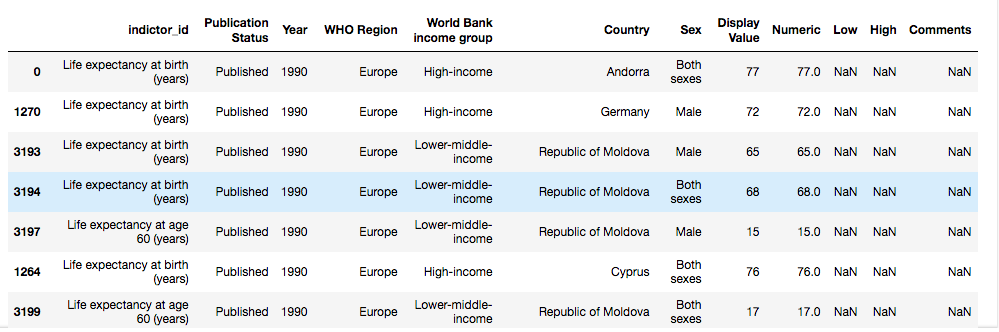 indictor_id Publication Status Year WHO Region World Bank income group Country Sex Display Value Numeric Low High Comments
0 Life expectancy at birth (years) Published 1990 Europe High-income Andorra Both sexes 77 77.0 NaN NaN NaN
1270 Life expectancy at birth (years) Published 1990 Europe High-income Germany Male 72 72.0 NaN NaN NaN
3193 Life expectancy at birth (years) Published 1990 Europe Lower-middle-income Republic of Moldova Male 65 65.0 NaN NaN NaN
3194 Life expectancy at birth (years) Published 1990 Europe Lower-middle-income Republic of Moldova Both sexes 68 68.0 NaN NaN NaN
3197 Life expectancy at age 60 (years) Published 1990 Europe Lower-middle-income Republic of Moldova Male 15 15.0 NaN NaN NaN
1264 Life expectancy at birth (years) Published 1990 Europe High-income Cyprus Both sexes 76 76.0 NaN NaN NaN
3199 Life expectancy at age 60 (years) Published 1990 Europe Lower-middle-income Republic of Moldova Both sexes 17 17.0 NaN NaN NaN